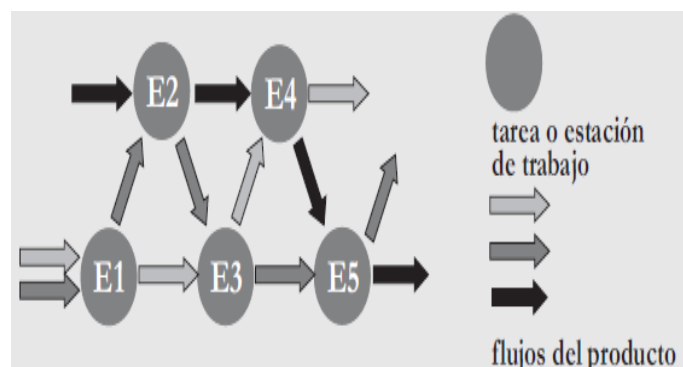 E2
E4
E1
E3
E5
tarea o estación
de trabajo
flujos del producto